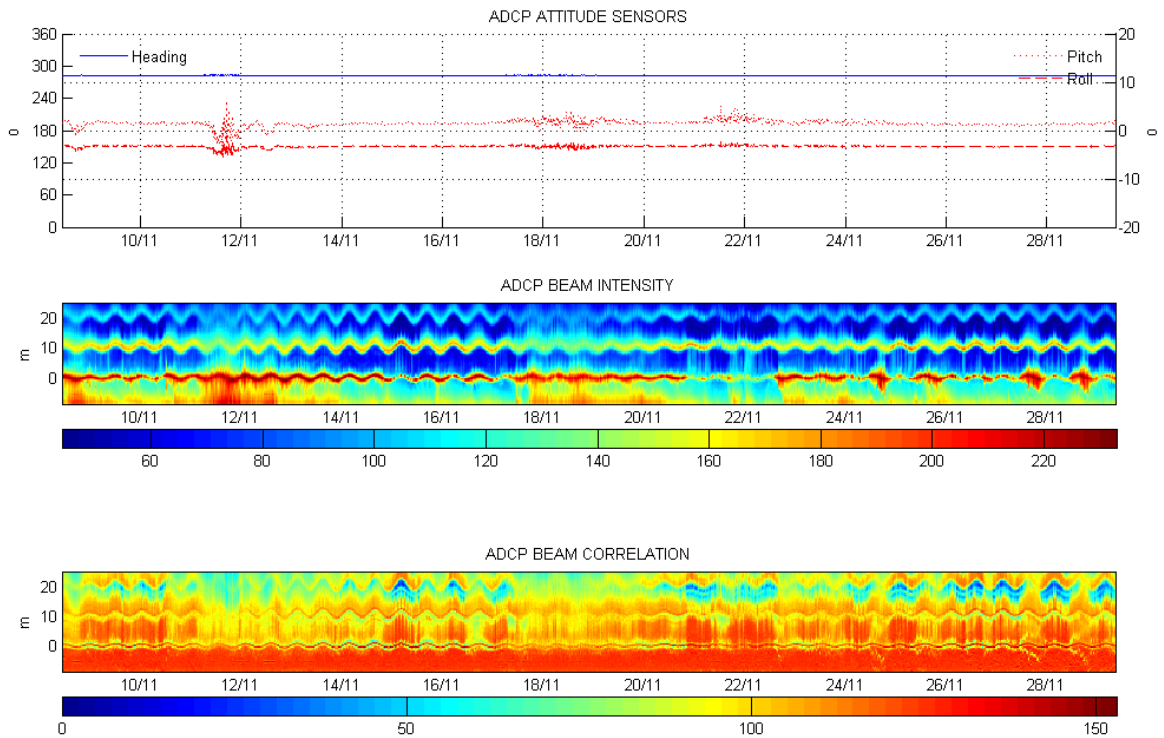 ADCP ATTITUDE SENSORS
360
300
240
180
120
60
0
0
Heading
Pitch
Roll
20
10
0
-10
-20
0
10/11 12/11 14/11 16/11 18/11 20/11 22/11 24/11 26/11 28/11
ADCP BEAM INTENSITY
20
10
0
m
10/11 12/11 14/11 16/11 18/11 20/11 22/11 24/11 26/11 28/11
60 80 100 120 140 160 180 200 220
ADCP BEAM CORRELATION
20
10
0
m
10/11 12/11 14/11 16/11 18/11 20/11 22/11 24/11 26/11 28/11
0 50 100 150